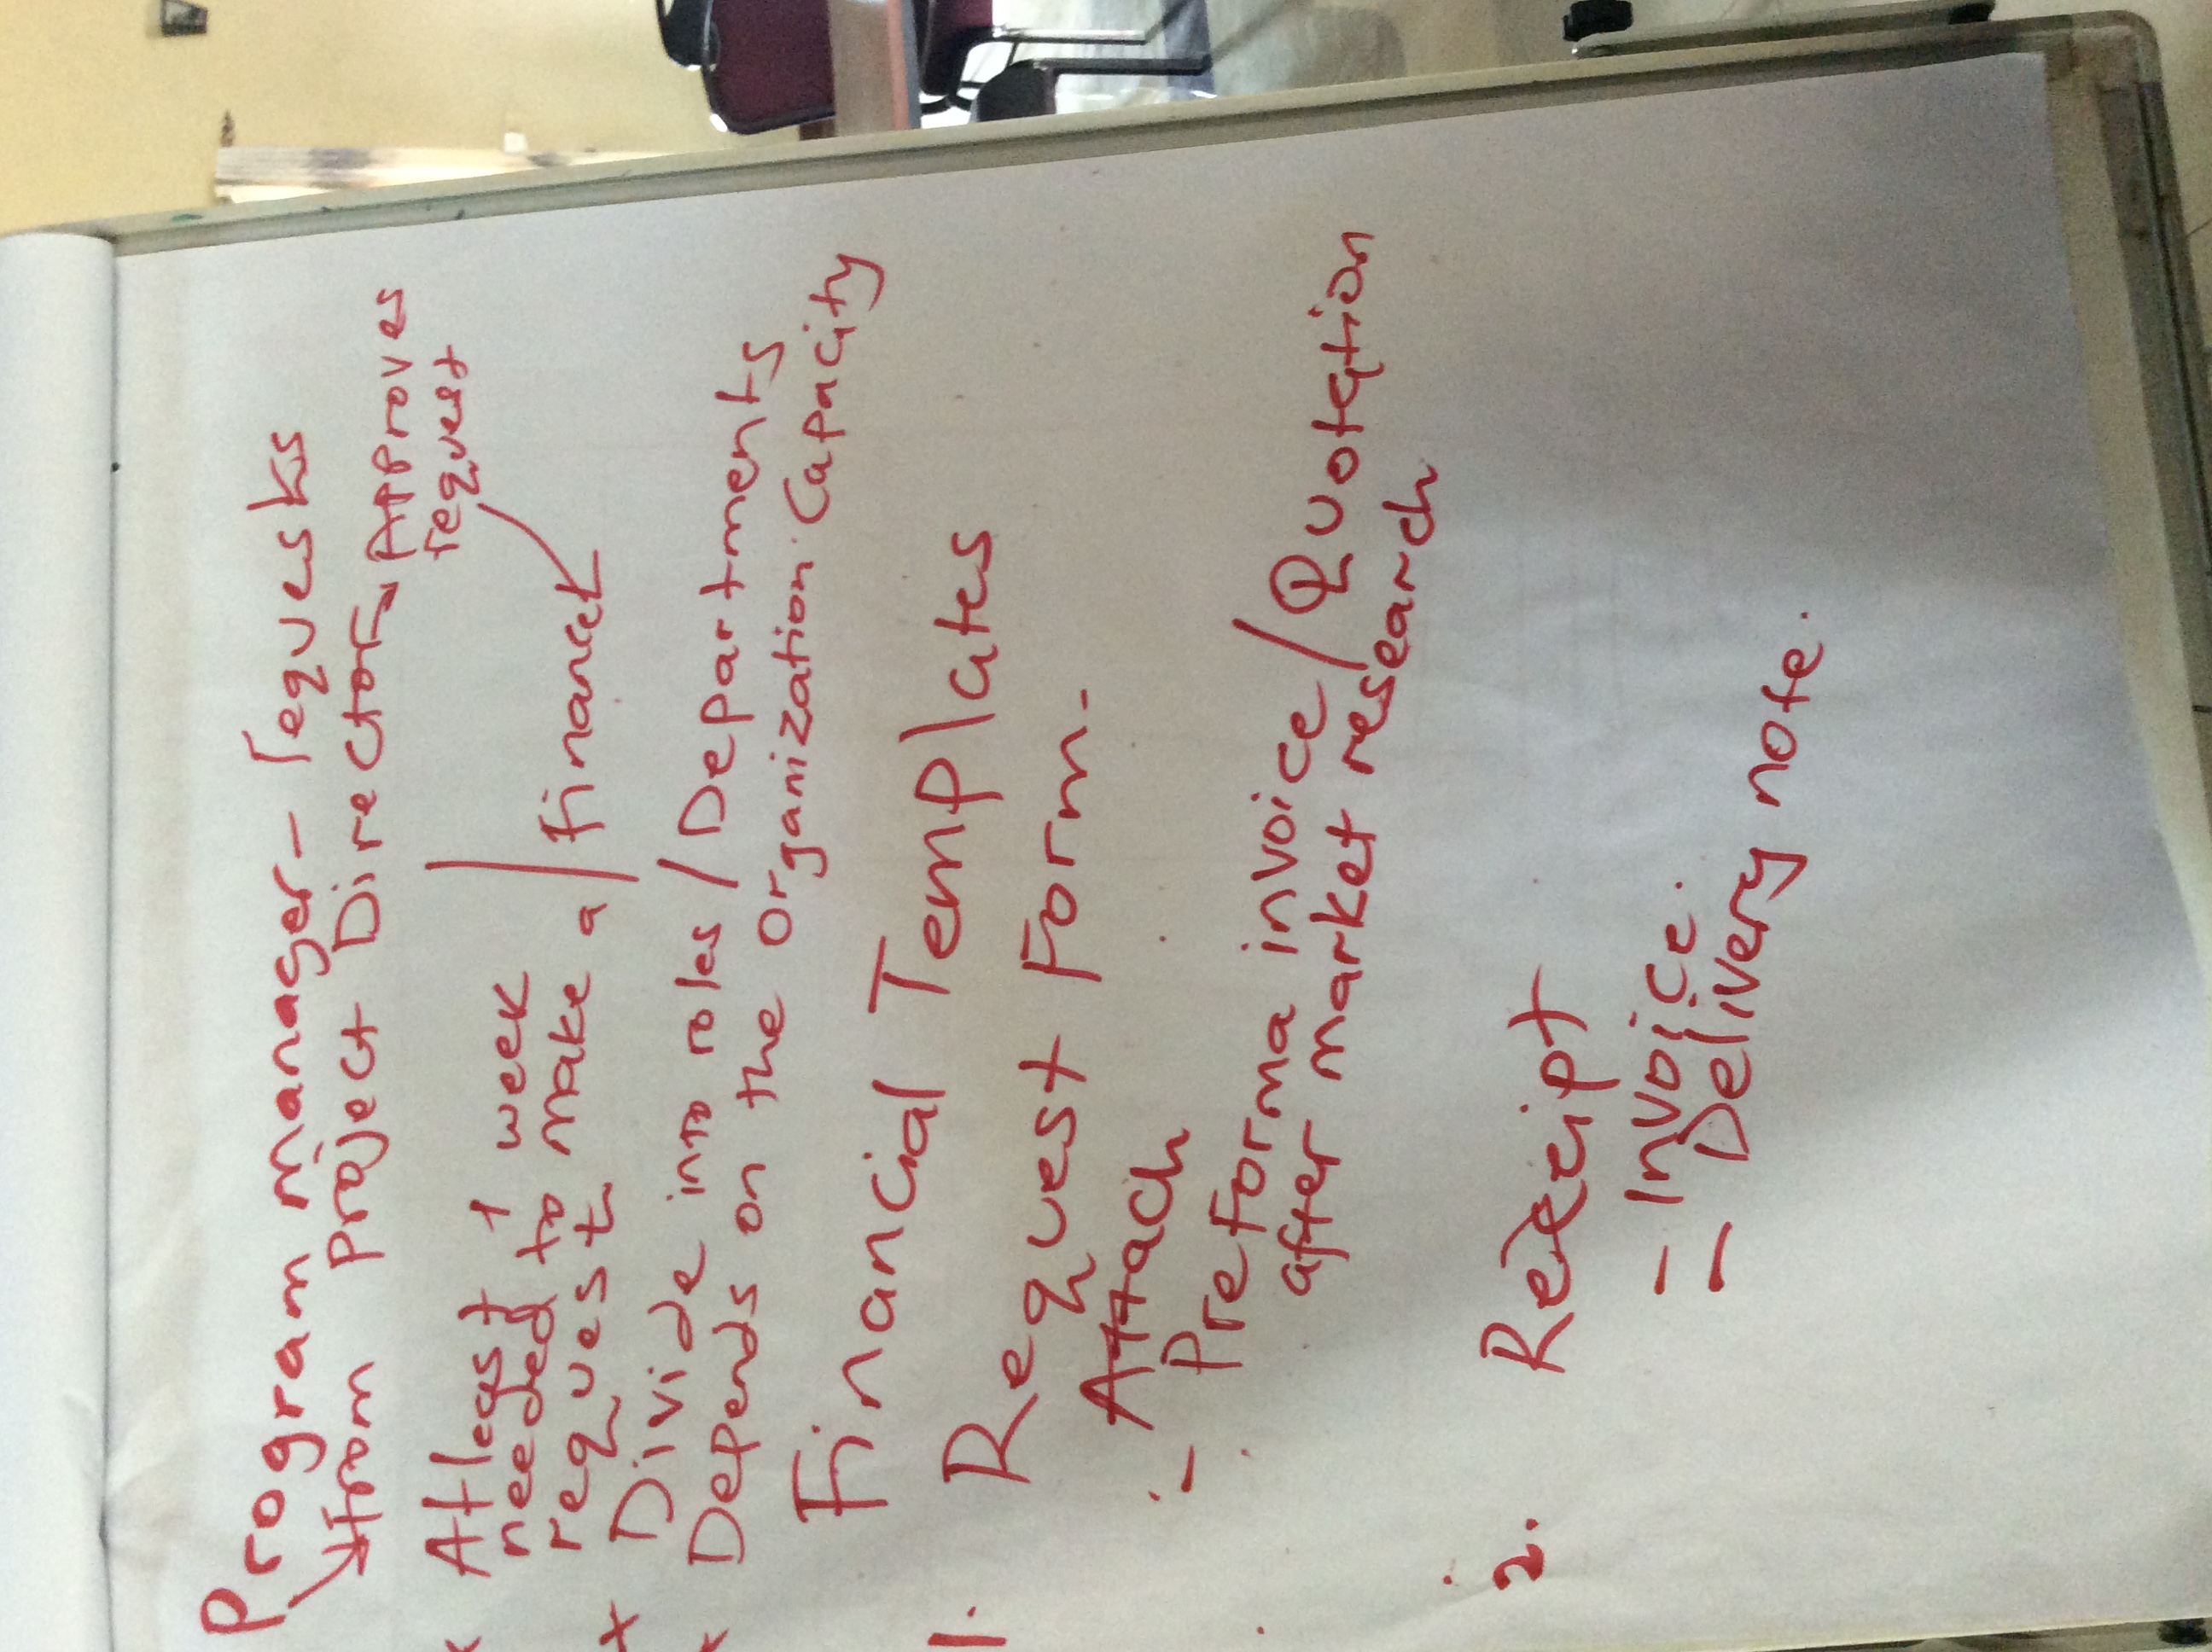 Program manager - requests
from Project Director Approves
request
* Atleast 1 week
needed to make a
request
finance
* Divide into roles / Departments
* Depends on the Organization Capacity
Financial Templates
1. Request Form.
Attach
- Preforma invoice / Quotation
after market research
2. Receipt
- Invoice.
- Delivery note.